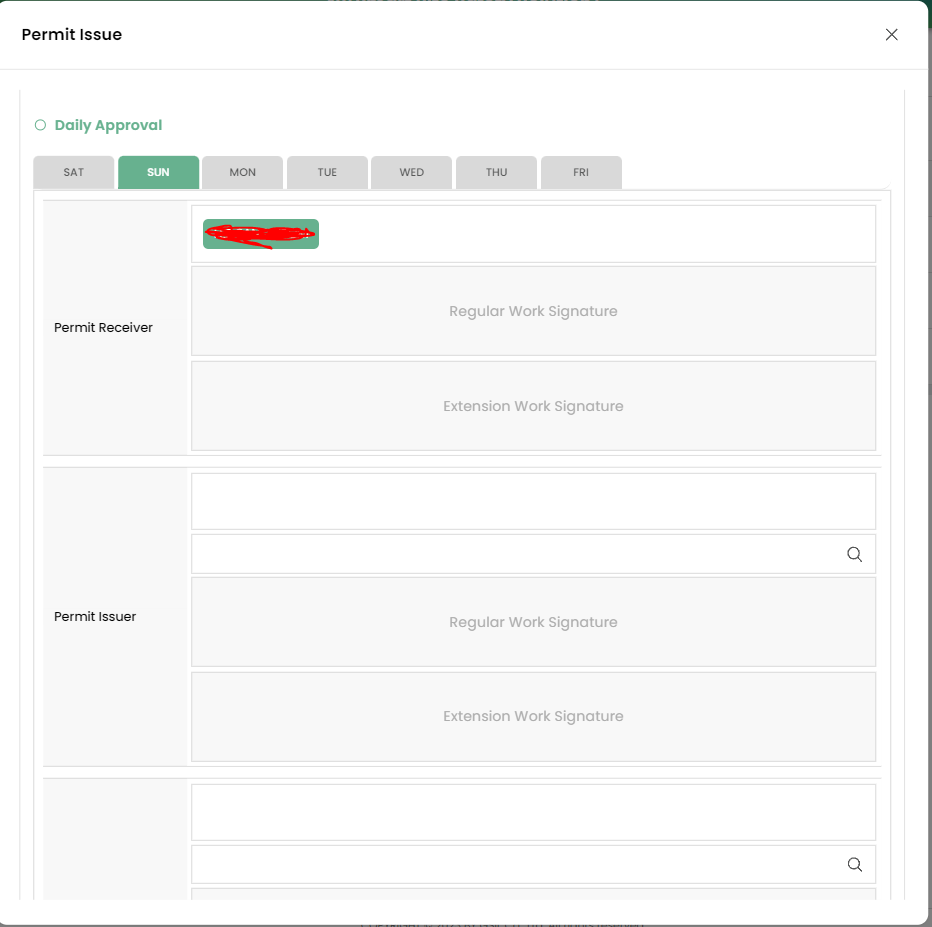 Permit Issue
Daily Approval
SAT SUN MON TUE WED THU FRI
Permit Receiver
Regular Work Signature
Extension Work Signature
Permit Issuer
Regular Work Signature
Extension Work Signature